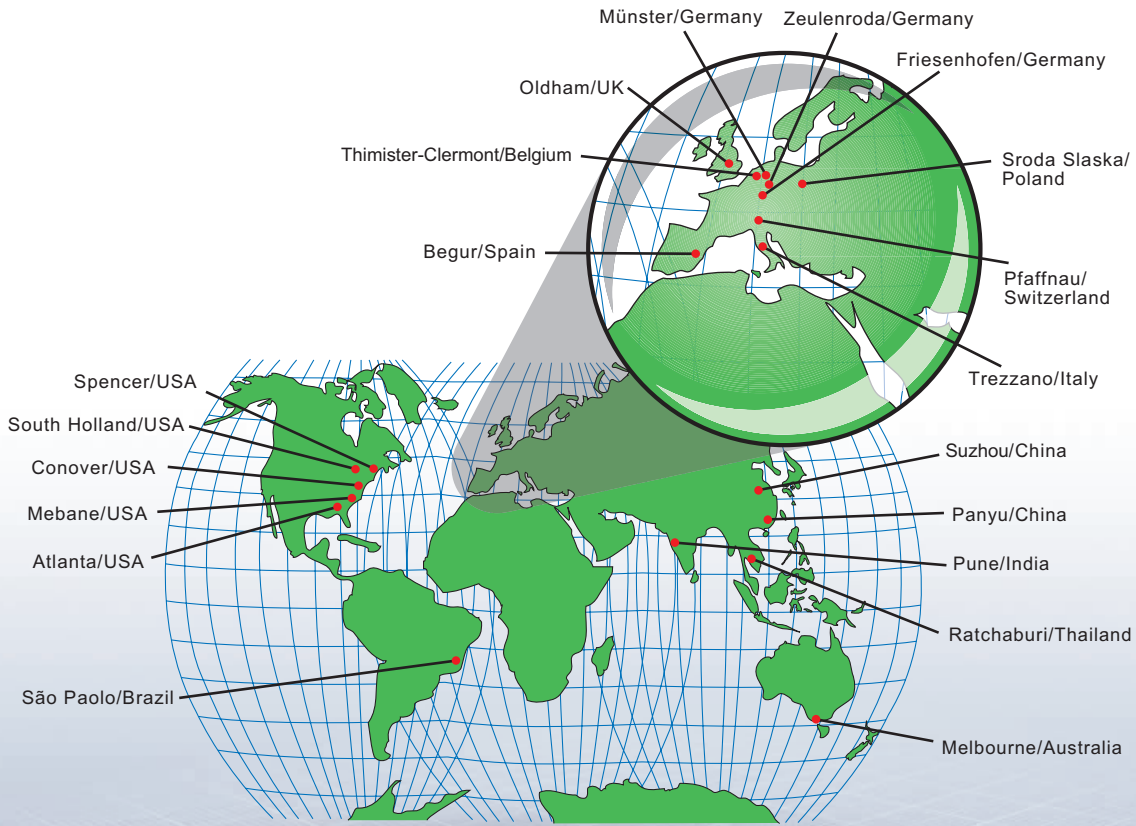 Münster/Germany
Zeulenroda/Germany
Friesenhofen/Germany
Oldham/UK
Thimister-Clermont/Belgium
Sroda Slaska/
Poland
Begur/Spain
Pfaffnau/
Switzerland
Trezzano/Italy
Spencer/USA
South Holland/USA
Conover/USA
Mebane/USA
Atlanta/USA
São Paolo/Brazil
Suzhou/China
Panyu/China
Pune/India
Ratchaburi/Thailand
Melbourne/Australia